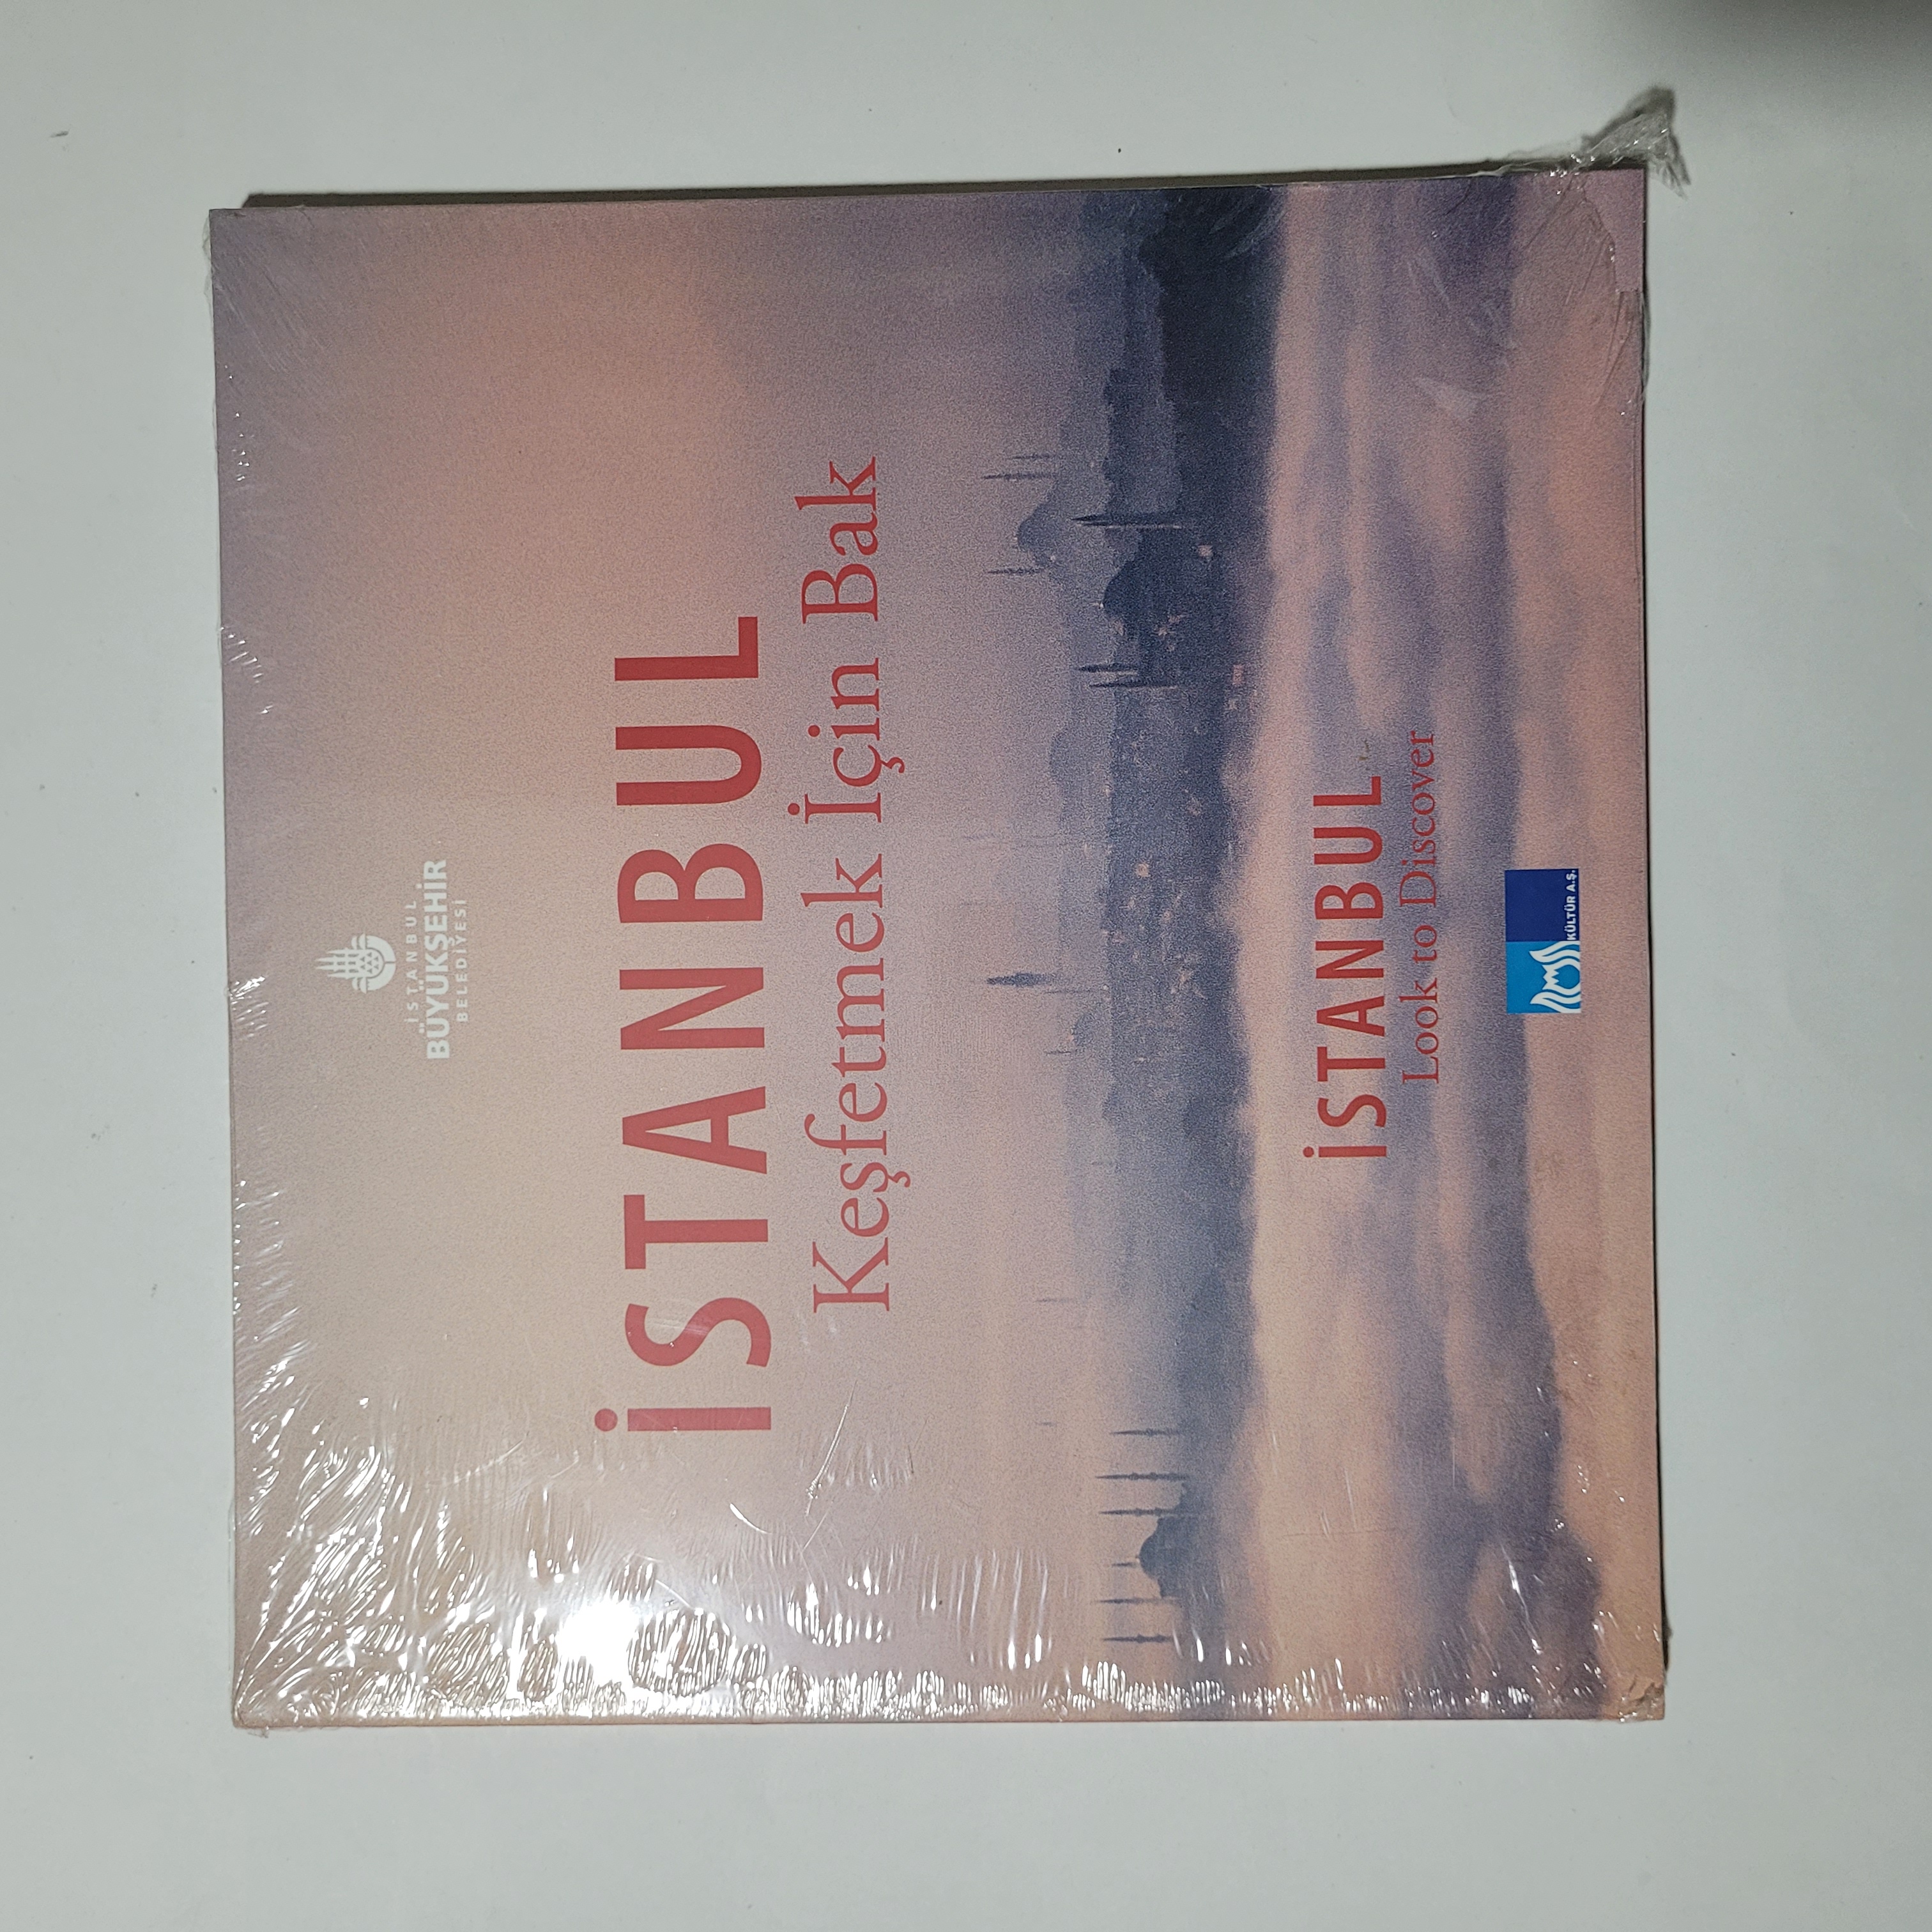 İSTANBUL
BÜYÜKŞEHİR
BELEDİYESİ
İSTANBUL
Keşfetmek İçin Bak
İSTANBUL
Look to Discover
KÜLTÜR A.Ş.